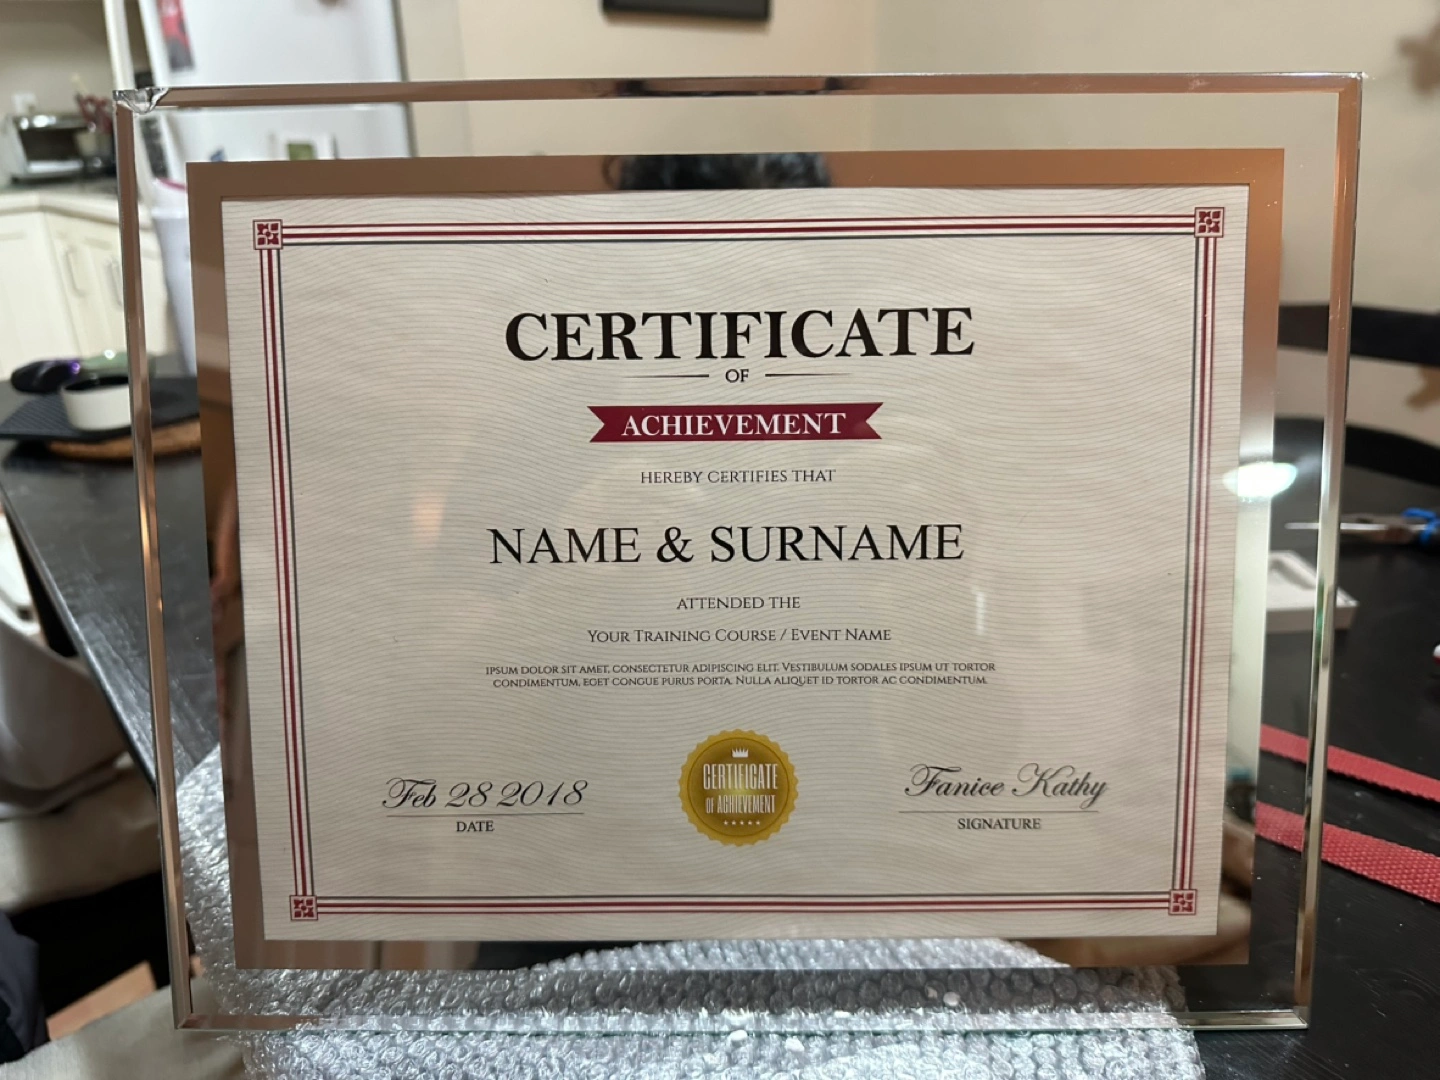 CERTIFICATE
OF
ACHIEVEMENT
HEREBY CERTIFIES THAT
NAME & SURNAME
ATTENDED THE
YOUR TRAINING COURSE / EVENT NAME
IPSUM DOLOR SIT AMET, CONSECTETUR ADIPISCING ELIT. VESTIBULUM SODALES IPSUM UT TORTOR
CONDIMENTUM, EGET CONGUE PURUS PORTA. NULLA ALIQUET ID TORTOR AC CONDIMENTUM.
Feb 28 2018
DATE
CERTIFICATE
OF ACHIEVEMENT
Fanice Kathy
SIGNATURE